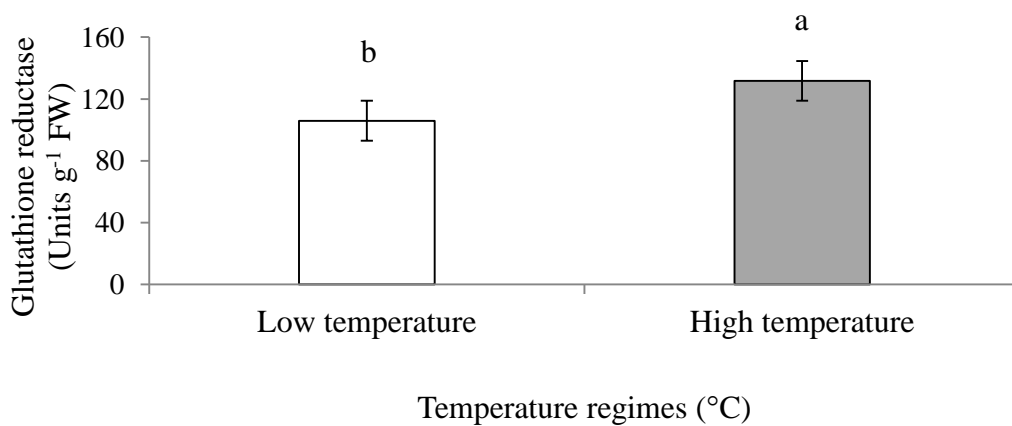 Glutathione reductase
(Units g⁻¹ FW)
160
120
80
40
0
b
a
Low temperature
High temperature
Temperature regimes (°C)